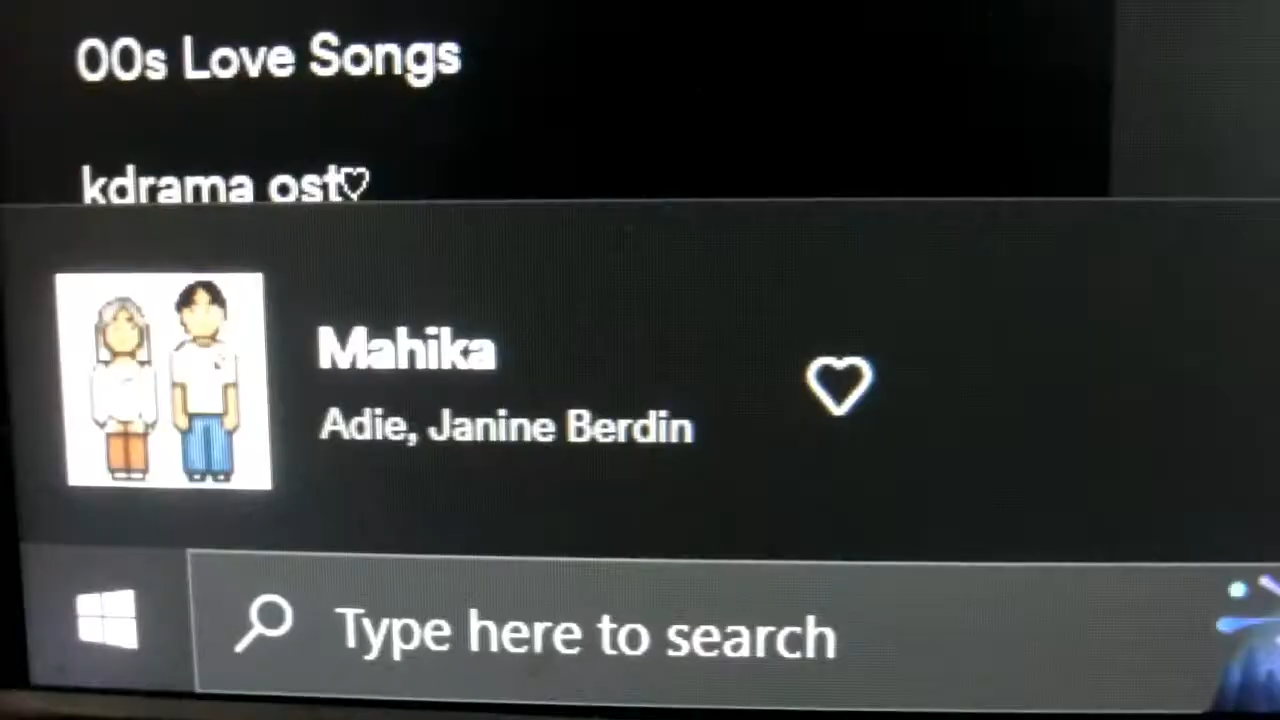 00s Love Songs
kdrama ost♡
Mahika
Adie, Janine Berdin
Type here to search